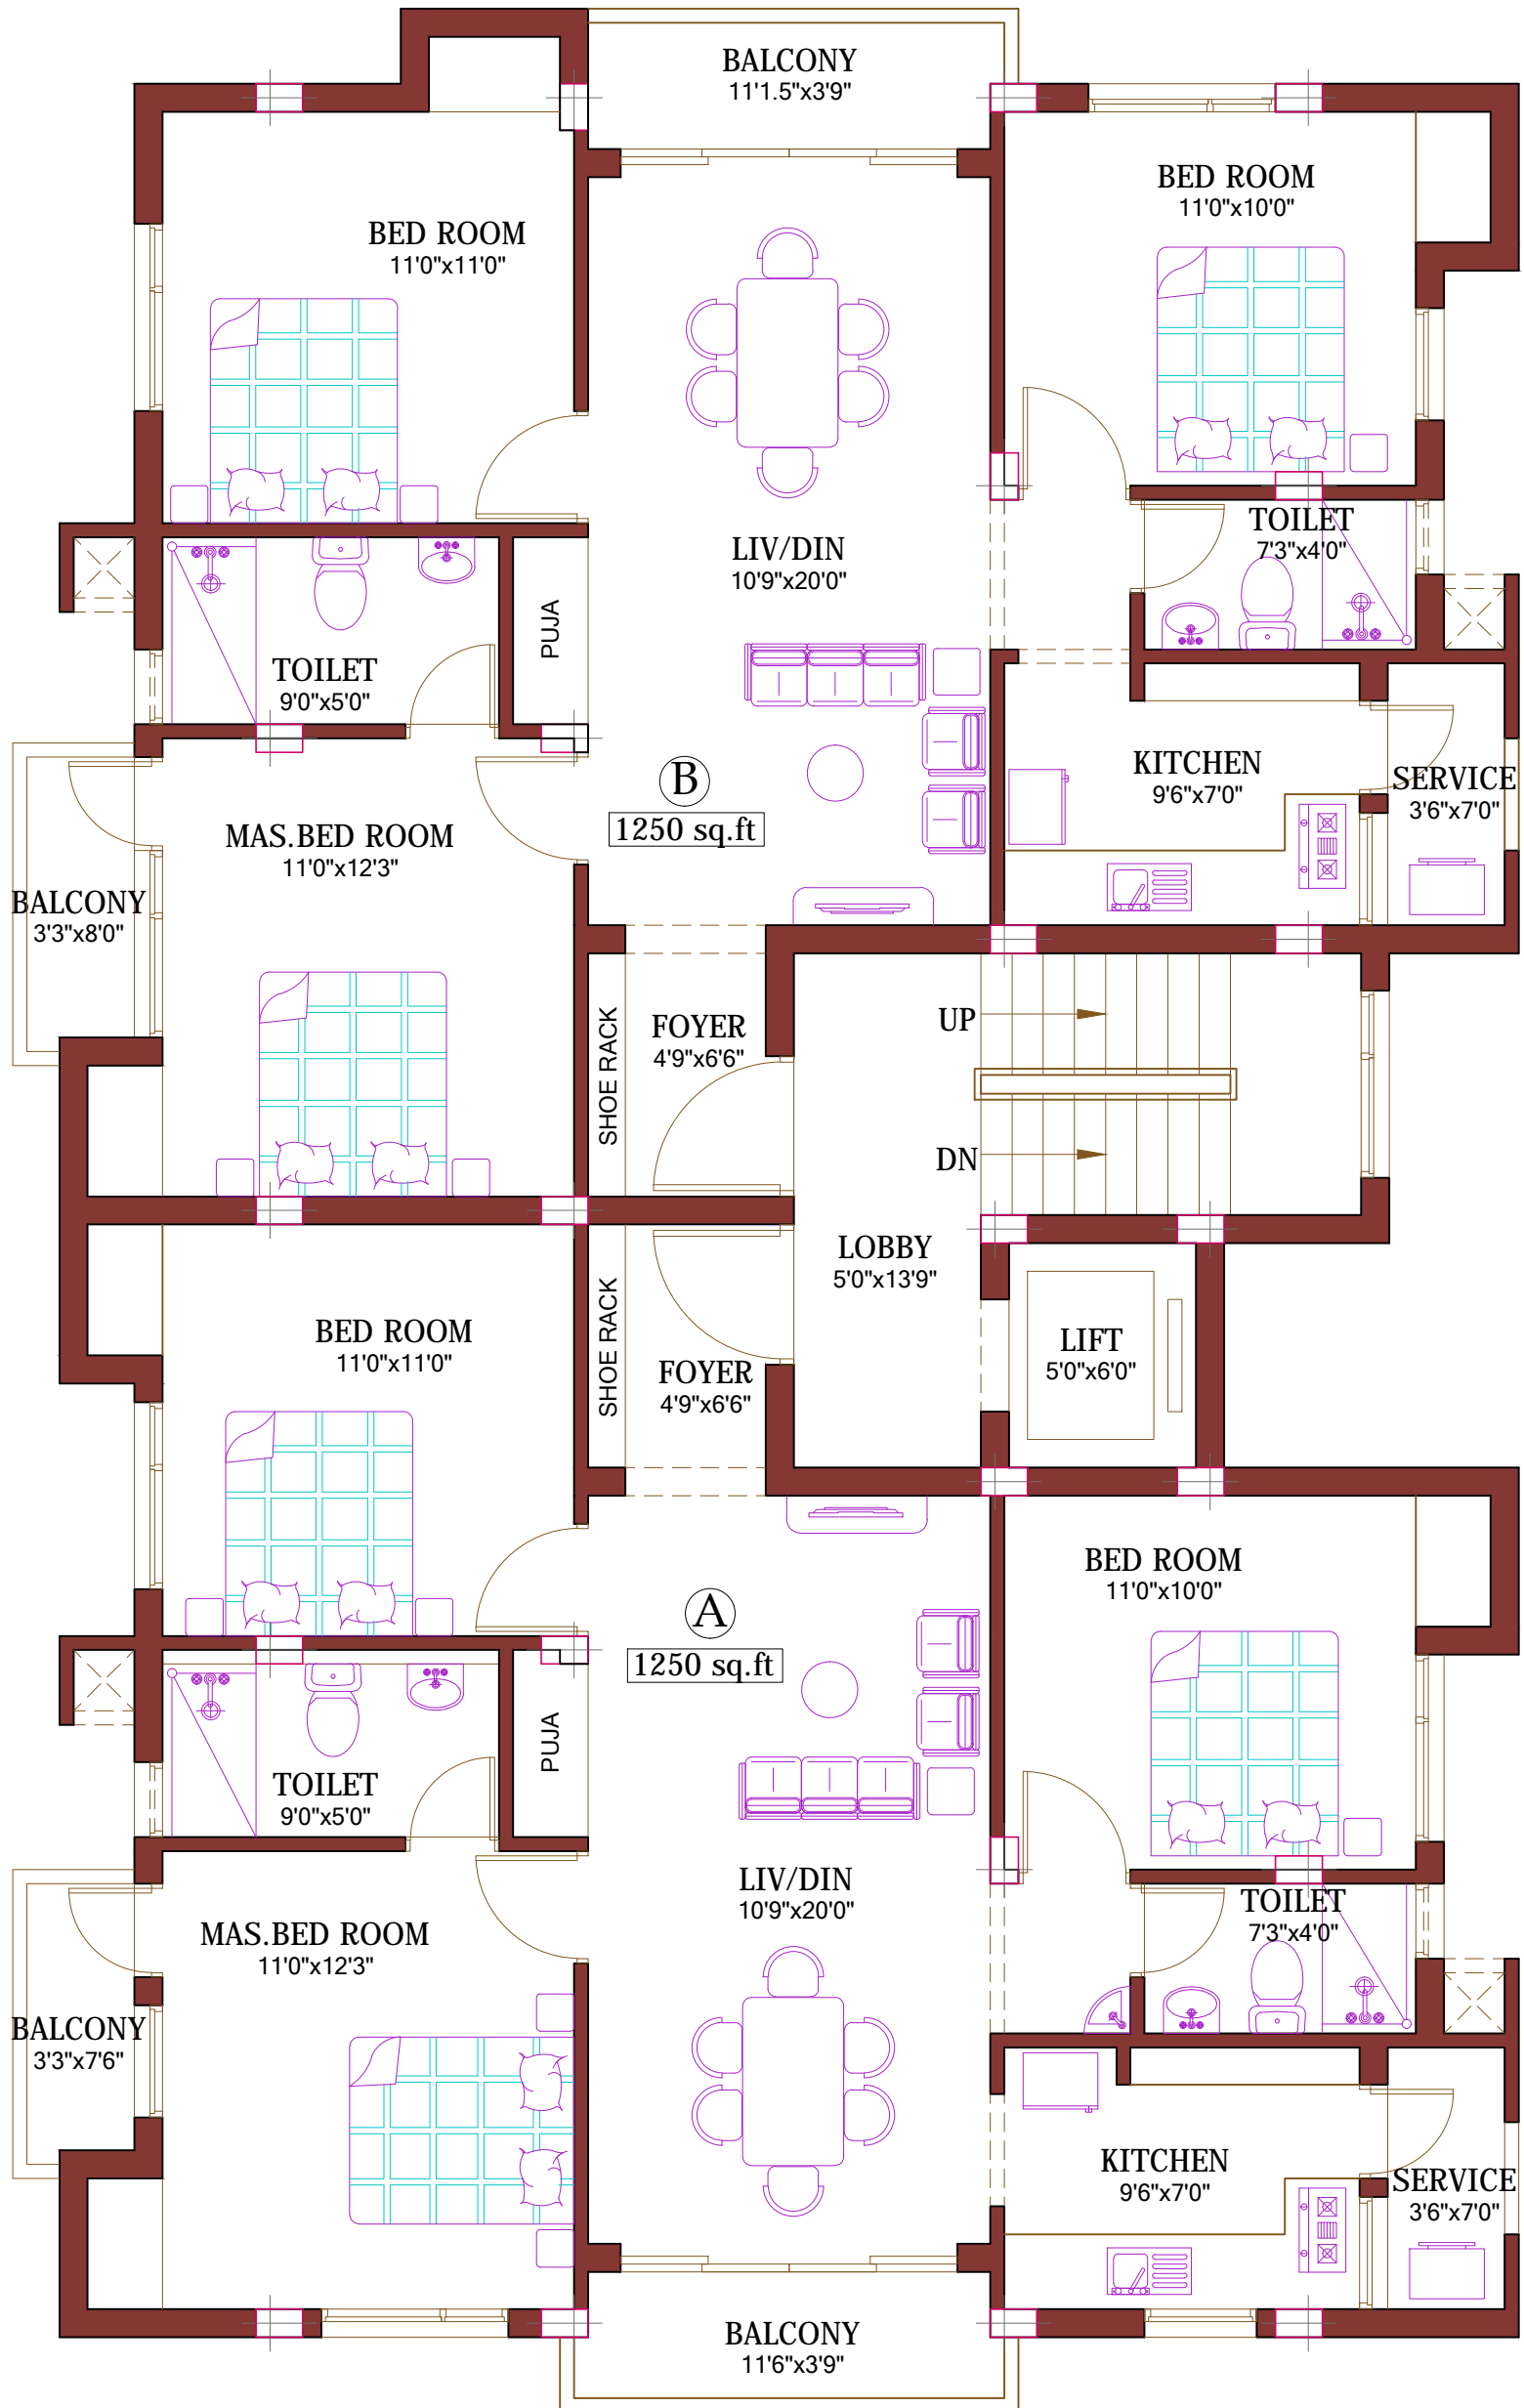 BALCONY
11'1.5"x3'9"
BED ROOM
11'0"x10'0"
BED ROOM
11'0"x11'0"
TOILET
7'3"x4'0"
LIV/DIN
10'9"x20'0"
PUJA
TOILET
9'0"x5'0"
KITCHEN
9'6"x7'0"
SERVICE
3'6"x7'0"
B
1250 sq.ft
MAS.BED ROOM
11'0"x12'3"
BALCONY
3'3"x8'0"
SHOE RACK
FOYER
4'9"x6'6"
UP
DN
LOBBY
5'0"x13'9"
LIFT
5'0"x6'0"
BED ROOM
11'0"x11'0"
SHOE RACK
FOYER
4'9"x6'6"
BED ROOM
11'0"x10'0"
A
1250 sq.ft
PUJA
TOILET
9'0"x5'0"
LIV/DIN
10'9"x20'0"
TOILET
7'3"x4'0"
MAS.BED ROOM
11'0"x12'3"
BALCONY
3'3"x7'6"
KITCHEN
9'6"x7'0"
SERVICE
3'6"x7'0"
BALCONY
11'6"x3'9"